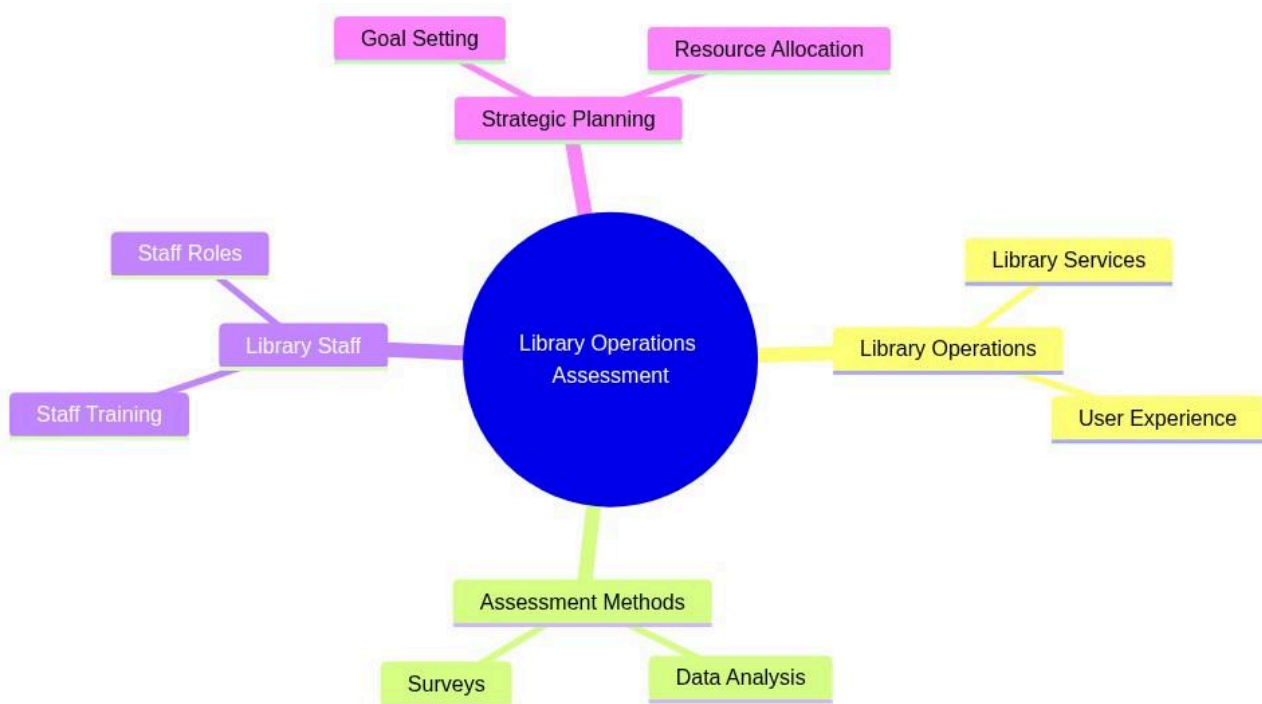 Goal Setting
Resource Allocation
Strategic Planning
Staff Roles
Library Services
Library Staff
Library Operations
Assessment
Library Operations
Staff Training
User Experience
Assessment Methods
Surveys
Data Analysis